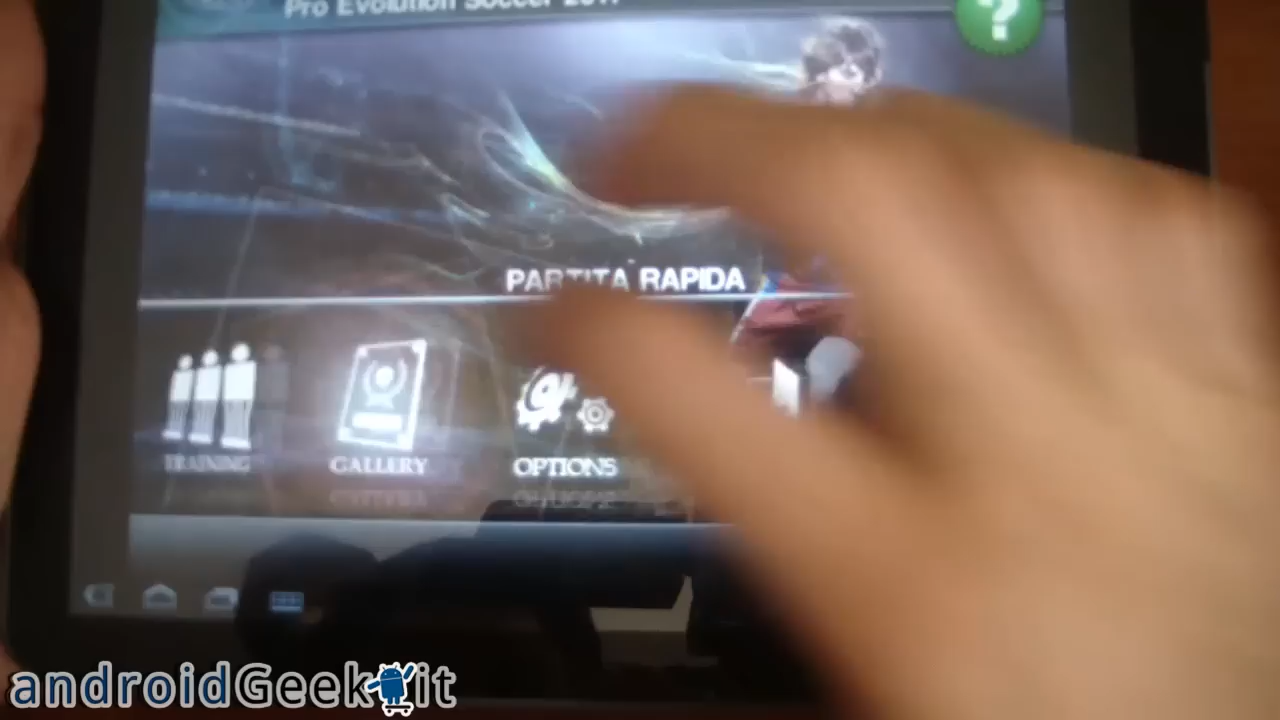 Pro Evolution Soccer 2011
?
PARTITA RAPIDA
TRAINING
GALLERY
OPTIONS
androidGeek.it